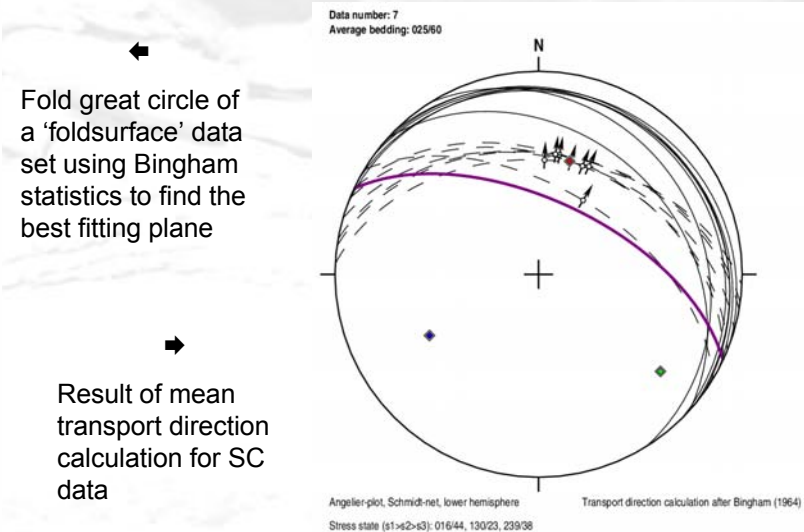 Fold great circle of
a ‘foldsurface’ data
set using Bingham
statistics to find the
best fitting plane
Result of mean
transport direction
calculation for SC
data
Data number: 7
Average bedding: 025/60
N
Angelier-plot, Schmidt-net, lower hemisphere
Transport direction calculation after Bingham (1964)
Stress state (s1>s2>s3): 016/44, 130/23, 239/38